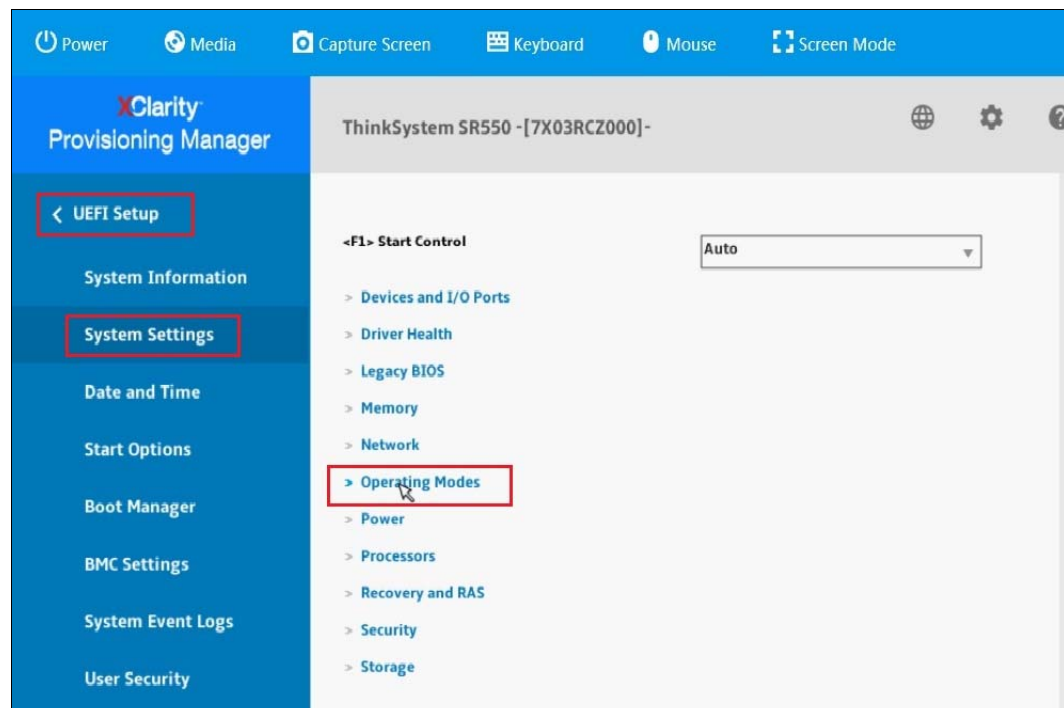 Power Media Capture Screen Keyboard Mouse Screen Mode
XClarity
Provisioning Manager
ThinkSystem SR550 -[7X03RCZ000]-
UEFI Setup
System Information
System Settings
Date and Time
Start Options
Boot Manager
BMC Settings
System Event Logs
User Security
<F1> Start Control
Auto
> Devices and I/O Ports
> Driver Health
> Legacy BIOS
> Memory
> Network
> Operating Modes
> Power
> Processors
> Recovery and RAS
> Security
> Storage